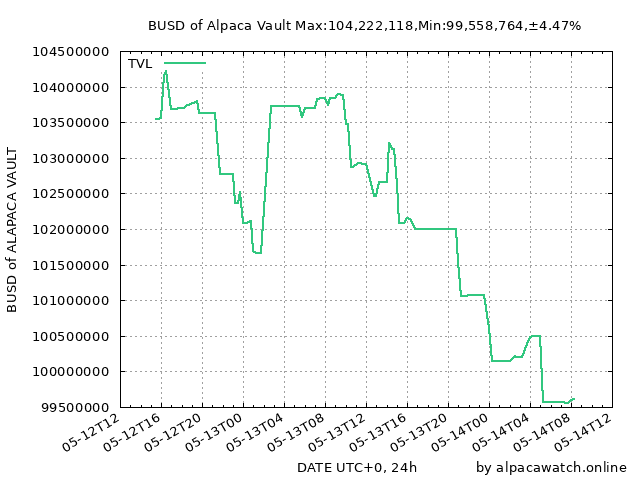 BUSD of Alpaca Vault Max:104,222,118,Min:99,558,764,±4.47%
TVL
BUSD of ALAPACA VAULT
104500000
104000000
103500000
103000000
102500000
102000000
101500000
101000000
100500000
100000000
99500000
05-12T12
05-12T16
05-12T20
05-13T00
05-13T04
05-13T08
05-13T12
05-13T16
05-13T20
05-14T00
05-14T04
05-14T08
05-14T12
DATE UTC+0, 24h
by alpacawatch.online